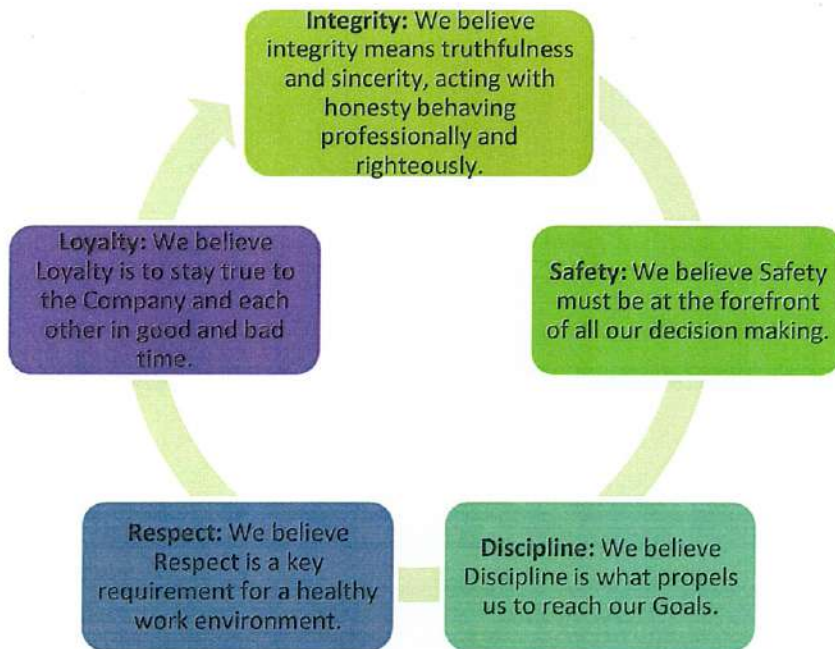 Integrity: We believe
integrity means truthfulness
and sincerity, acting with
honesty behaving
professionally and
righteously.
Safety: We believe Safety
must be at the forefront
of all our decision making.
Discipline: We believe
Discipline is what propels
us to reach our Goals.
Respect: We believe
Respect is a key
requirement for a healthy
work environment.
Loyalty: We believe
Loyalty is to stay true to
the Company and each
other in good and bad
time.